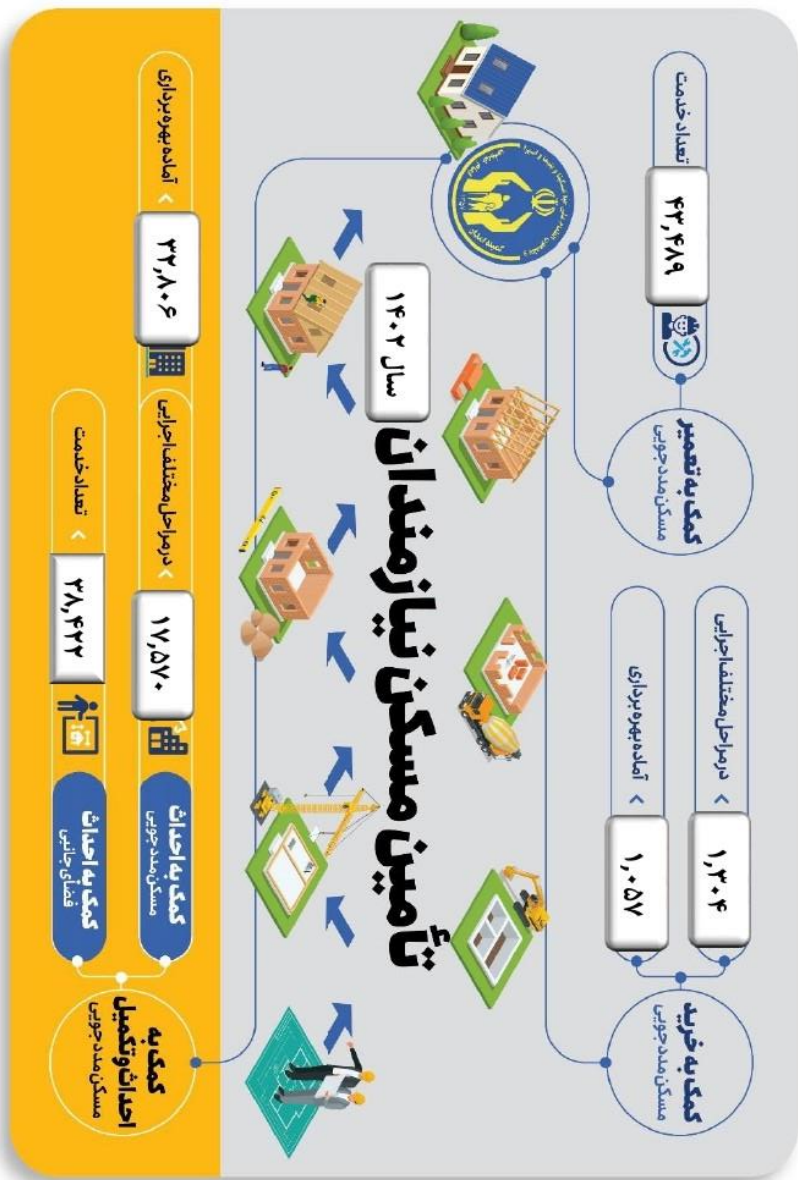 تأمین مسکن نیازمندان
سال ۱۴۰۲
کمک به خرید
مسکن مددجویی
در مراحل مختلف اجرایی >
۱,۳۰۴
آماده بهره برداری >
۱,۰۵۷
کمک به تعمیر
مسکن مددجویی
تعداد خدمت
۴۳,۴۸۹
کمک به
احداث و تکمیل
مسکن مددجویی
کمک به احداث
مسکن مددجویی
در مراحل مختلف اجرایی >
۱۷,۵۷۰
آماده بهره برداری >
۳۲,۸۰۶
کمک به احداث
فضای جانبی
تعداد خدمت >
۳۸,۴۲۲